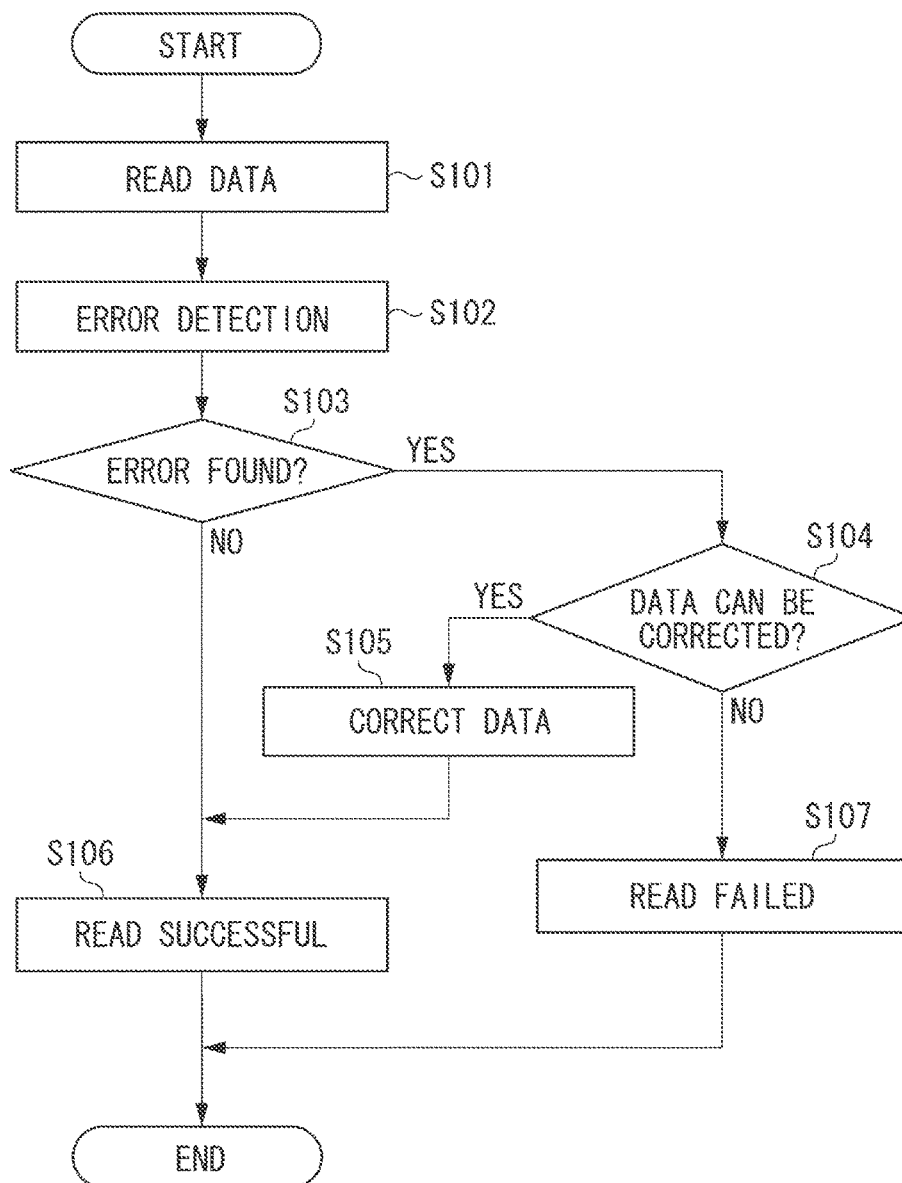 START
READ DATA
S101
ERROR DETECTION
S102
S103
ERROR FOUND?
YES
NO
S104
DATA CAN BE
CORRECTED?
YES
NO
S105
CORRECT DATA
S106
READ SUCCESSFUL
S107
READ FAILED
END